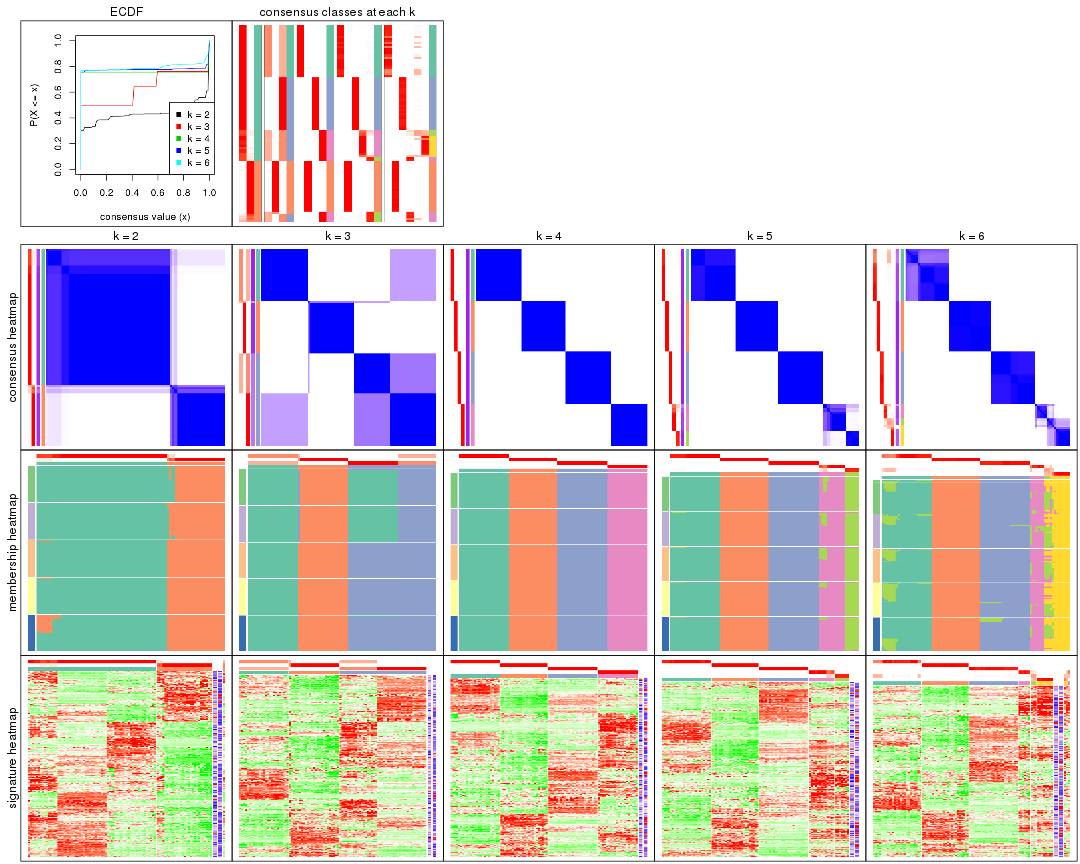 ECDF
consensus classes at each k
P(X <= x)
0.0 0.2 0.4 0.6 0.8 1.0
k = 2
k = 3
k = 4
k = 5
k = 6
0.0 0.2 0.4 0.6 0.8 1.0
consensus value (x)
k = 2
k = 3
k = 4
k = 5
k = 6
consensus heatmap
membership heatmap
signature heatmap